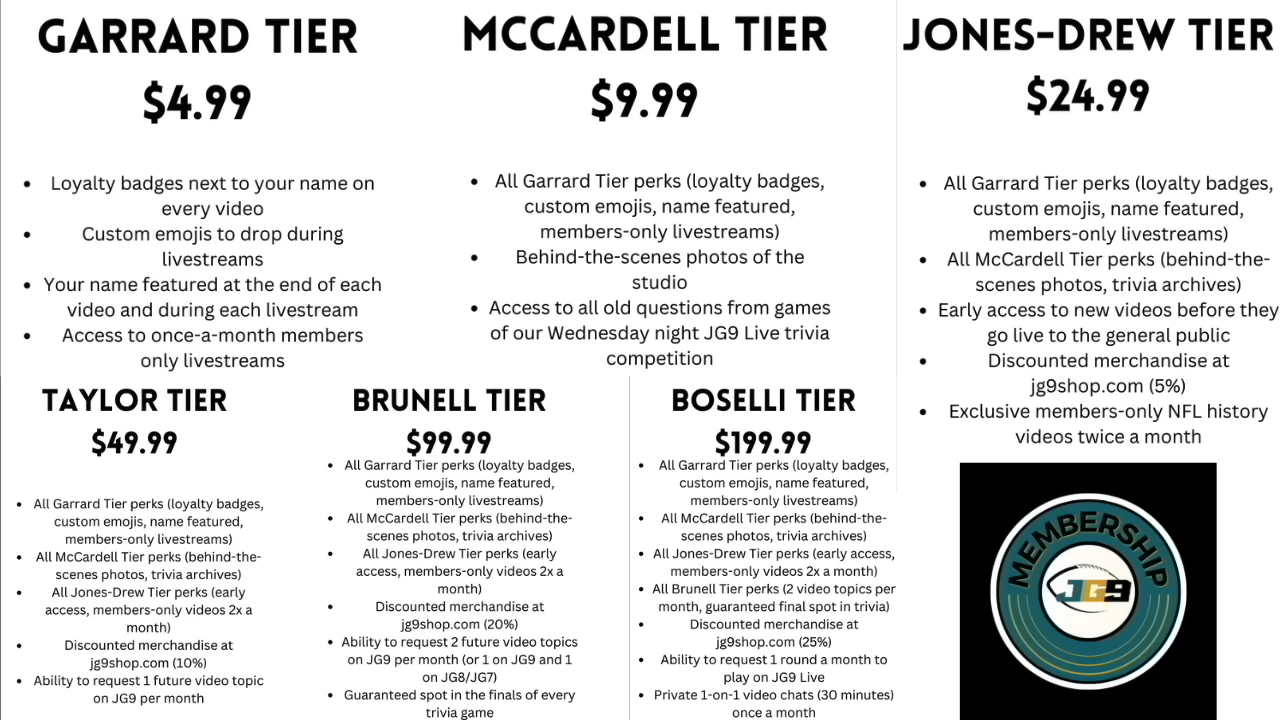 GARRARD TIER
$4.99
• Loyalty badges next to your name on
every video
• Custom emojis to drop during
livestreams
• Your name featured at the end of each
video and during each livestream
• Access to once-a-month members
only livestreams
MCCARDELL TIER
$9.99
• All Garrard Tier perks (loyalty badges,
custom emojis, name featured,
members-only livestreams)
• Behind-the-scenes photos of the
studio
• Access to all old questions from games
of our Wednesday night JG9 Live trivia
competition
JONES-DREW TIER
$24.99
• All Garrard Tier perks (loyalty badges,
custom emojis, name featured,
members-only livestreams)
• All McCardell Tier perks (behind-the-
scenes photos, trivia archives)
• Early access to new videos before they
go live to the general public
• Discounted merchandise at
jg9shop.com (5%)
• Exclusive members-only NFL history
videos twice a month
TAYLOR TIER
$49.99
• All Garrard Tier perks (loyalty badges,
custom emojis, name featured,
members-only livestreams)
• All McCardell Tier perks (behind-the-
scenes photos, trivia archives)
• All Jones-Drew Tier perks (early
access, members-only videos 2x a
month)
• Discounted merchandise at
jg9shop.com (10%)
• Ability to request 1 future video topic
on JG9 per month
BRUNELL TIER
$99.99
• All Garrard Tier perks (loyalty badges,
custom emojis, name featured,
members-only livestreams)
• All McCardell Tier perks (behind-the-
scenes photos, trivia archives)
• All Jones-Drew Tier perks (early
access, members-only videos 2x a
month)
• Discounted merchandise at
jg9shop.com (20%)
• Ability to request 2 future video topics
on JG9 per month (or 1 on JG9 and 1
on JG8/JG7)
• Guaranteed spot in the finals of every
trivia game
BOSELLI TIER
$199.99
• All Garrard Tier perks (loyalty badges,
custom emojis, name featured,
members-only livestreams)
• All McCardell Tier perks (behind-the-
scenes photos, trivia archives)
• All Jones-Drew Tier perks (early access,
members-only videos 2x a month)
• All Brunell Tier perks (2 video topics per
month, guaranteed final spot in trivia)
• Discounted merchandise at
jg9shop.com (25%)
• Ability to request 1 round a month to
play on JG9 Live
• Private 1-on-1 video chats (30 minutes)
once a month
MEMBERSHIP
JG9